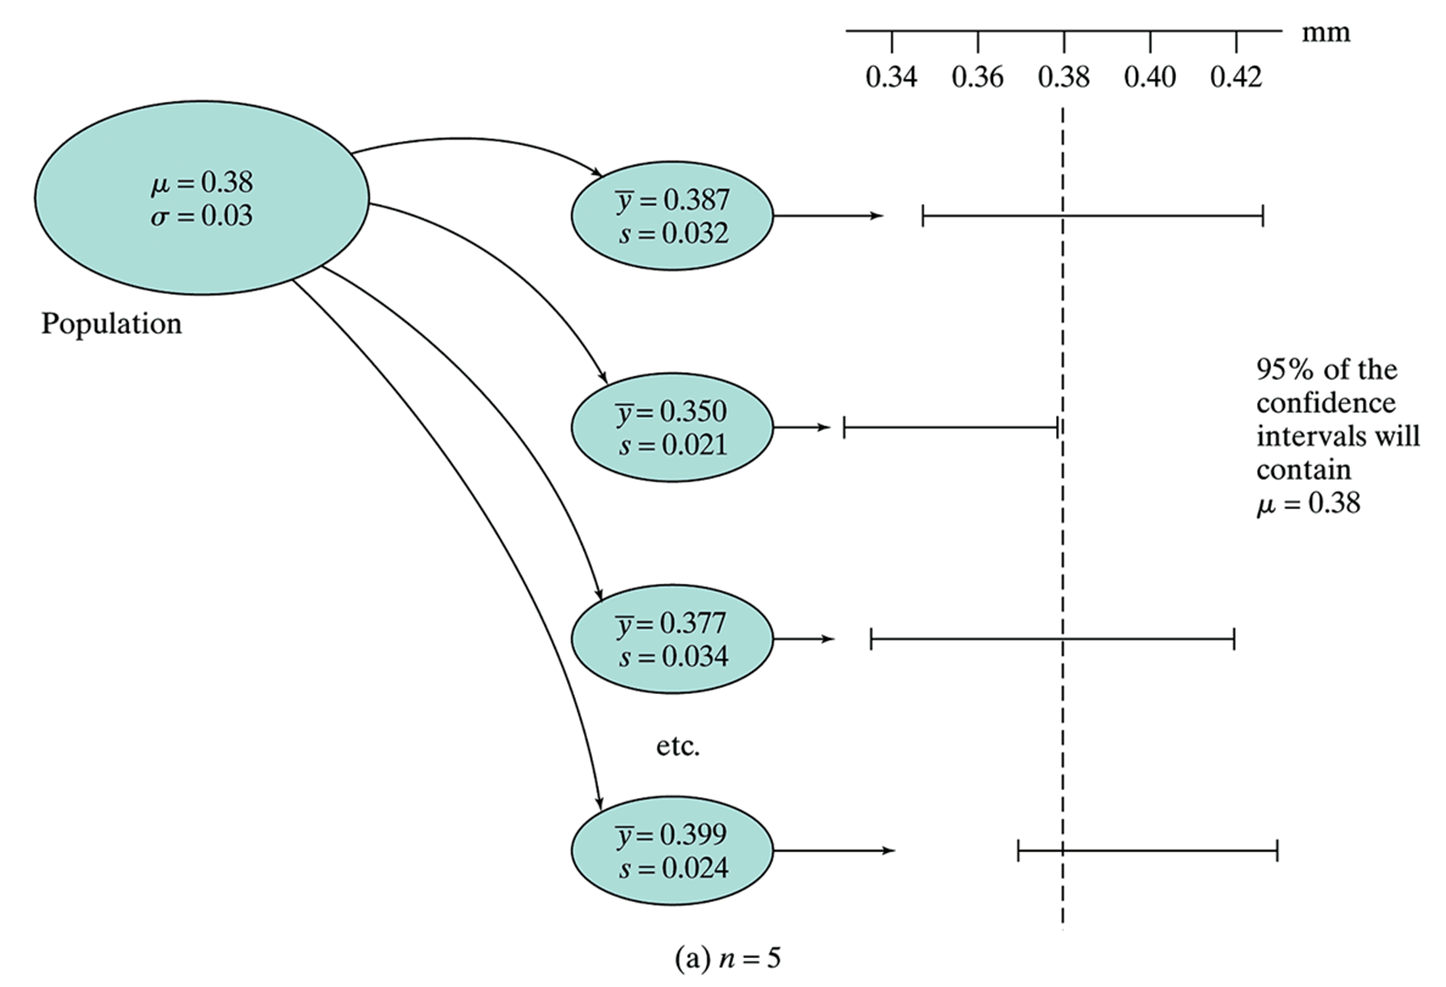 mm
0.34 0.36 0.38 0.40 0.42
μ = 0.38
σ = 0.03
Population
y̅ = 0.387
s = 0.032
y̅ = 0.350
s = 0.021
95% of the
confidence
intervals will
contain
μ = 0.38
y̅ = 0.377
s = 0.034
etc.
y̅ = 0.399
s = 0.024
(a) n = 5